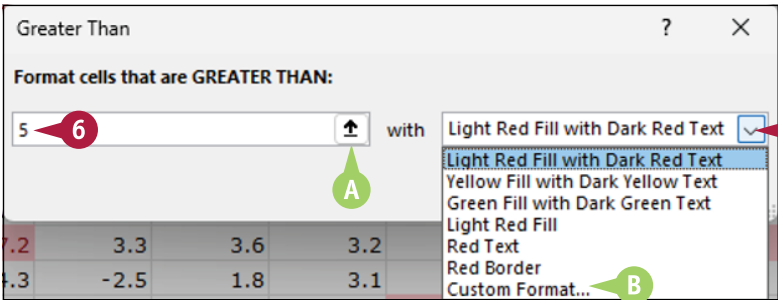 Greater Than ? ×
Format cells that are GREATER THAN:
5 6 with Light Red Fill with Dark Red Text
A
Light Red Fill with Dark Red Text
Yellow Fill with Dark Yellow Text
Green Fill with Dark Green Text
Light Red Fill
Red Text
Red Border
Custom Format... B
7.2 3.3 3.6 3.2
4.3 -2.5 1.8 3.1